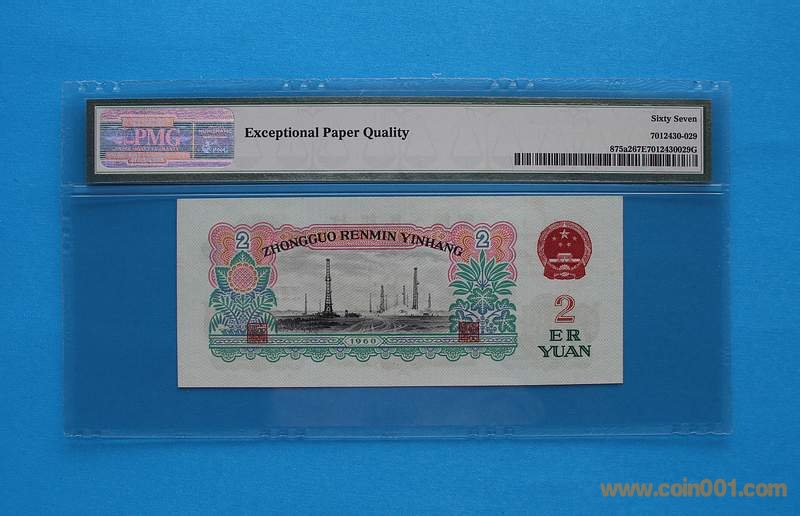 PMG
Exceptional Paper Quality
Sixty Seven
7012430-029
875a267E7012430029G
2
ZHONGGUO RENMIN YINHANG
2
1960
2
ER
YUAN
www.coin001.com